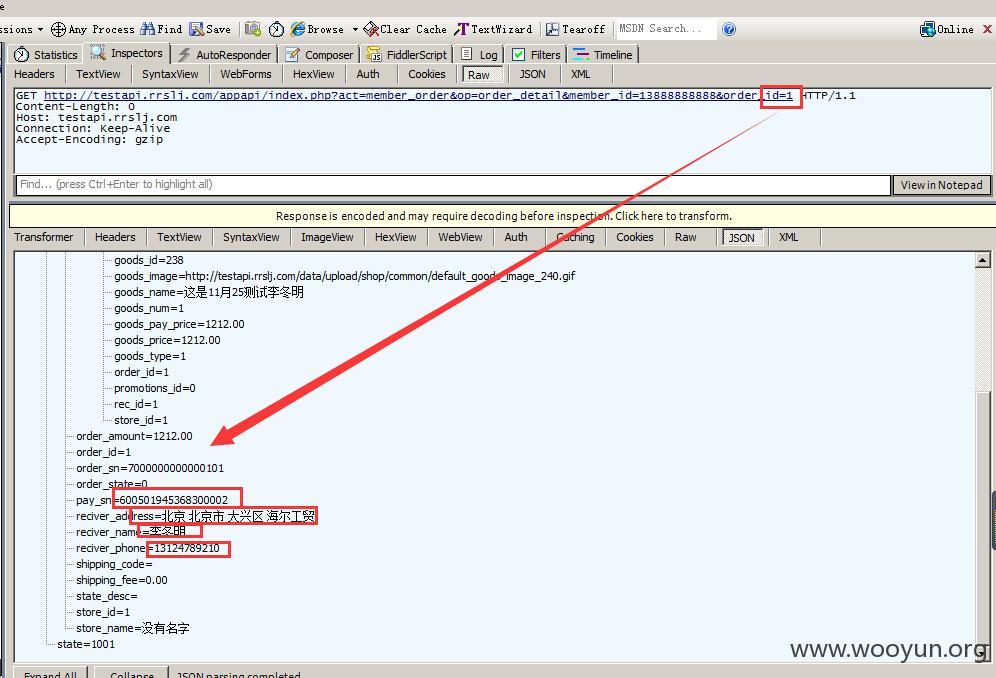 e
ssions Any Process Find Save Browse Clear Cache TextWizard Tearoff MSDN Search... Online
Statistics Inspectors AutoResponder Composer FiddlerScript Log Filters Timeline
Headers TextView SyntaxView WebForms HexView Auth Cookies Raw JSON XML
GET http://testapi.rrslj.com/appapi/index.php?act=member_order&op=order_detail&member_id=13888888888&order_id=1 HTTP/1.1
Content-Length: 0
Host: testapi.rrslj.com
Connection: Keep-Alive
Accept-Encoding: gzip
Find... (press Ctrl+Enter to highlight all) View in Notepad
Response is encoded and may require decoding before inspection. Click here to transform.
Transformer Headers TextView SyntaxView ImageView HexView WebView Auth Caching Cookies Raw JSON XML
goods_id=238
goods_image=http://testapi.rrslj.com/data/upload/shop/common/default_goods_image_240.gif
goods_name=这是11月25测试李冬明
goods_num=1
goods_pay_price=1212.00
goods_price=1212.00
goods_type=1
order_id=1
promotions_id=0
rec_id=1
store_id=1
order_amount=1212.00
order_id=1
order_sn=7000000000000101
order_state=0
pay_sn=600501945368300002
reciver_address=北京 北京市 大兴区 海尔工贸
reciver_name=李冬明
reciver_phone=13124789210
shipping_code=
shipping_fee=0.00
state_desc=
store_id=1
store_name=没有名字
state=1001
www.wooyun.org
Expand All Collapse JSON parsing completed.